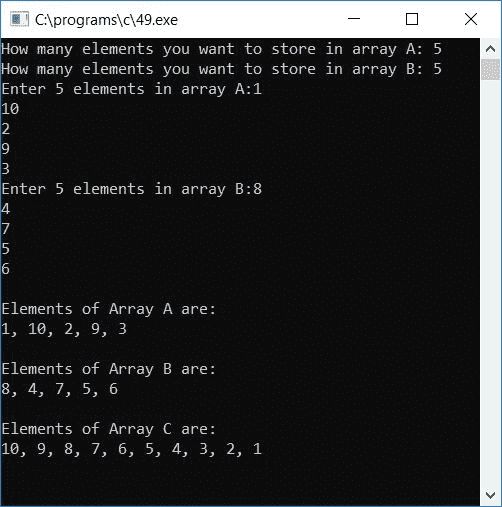 C:\programs\c\49.exe
How many elements you want to store in array A: 5
How many elements you want to store in array B: 5
Enter 5 elements in array A:1
10
2
9
3
Enter 5 elements in array B:8
4
7
5
6
Elements of Array A are:
1, 10, 2, 9, 3
Elements of Array B are:
8, 4, 7, 5, 6
Elements of Array C are:
10, 9, 8, 7, 6, 5, 4, 3, 2, 1